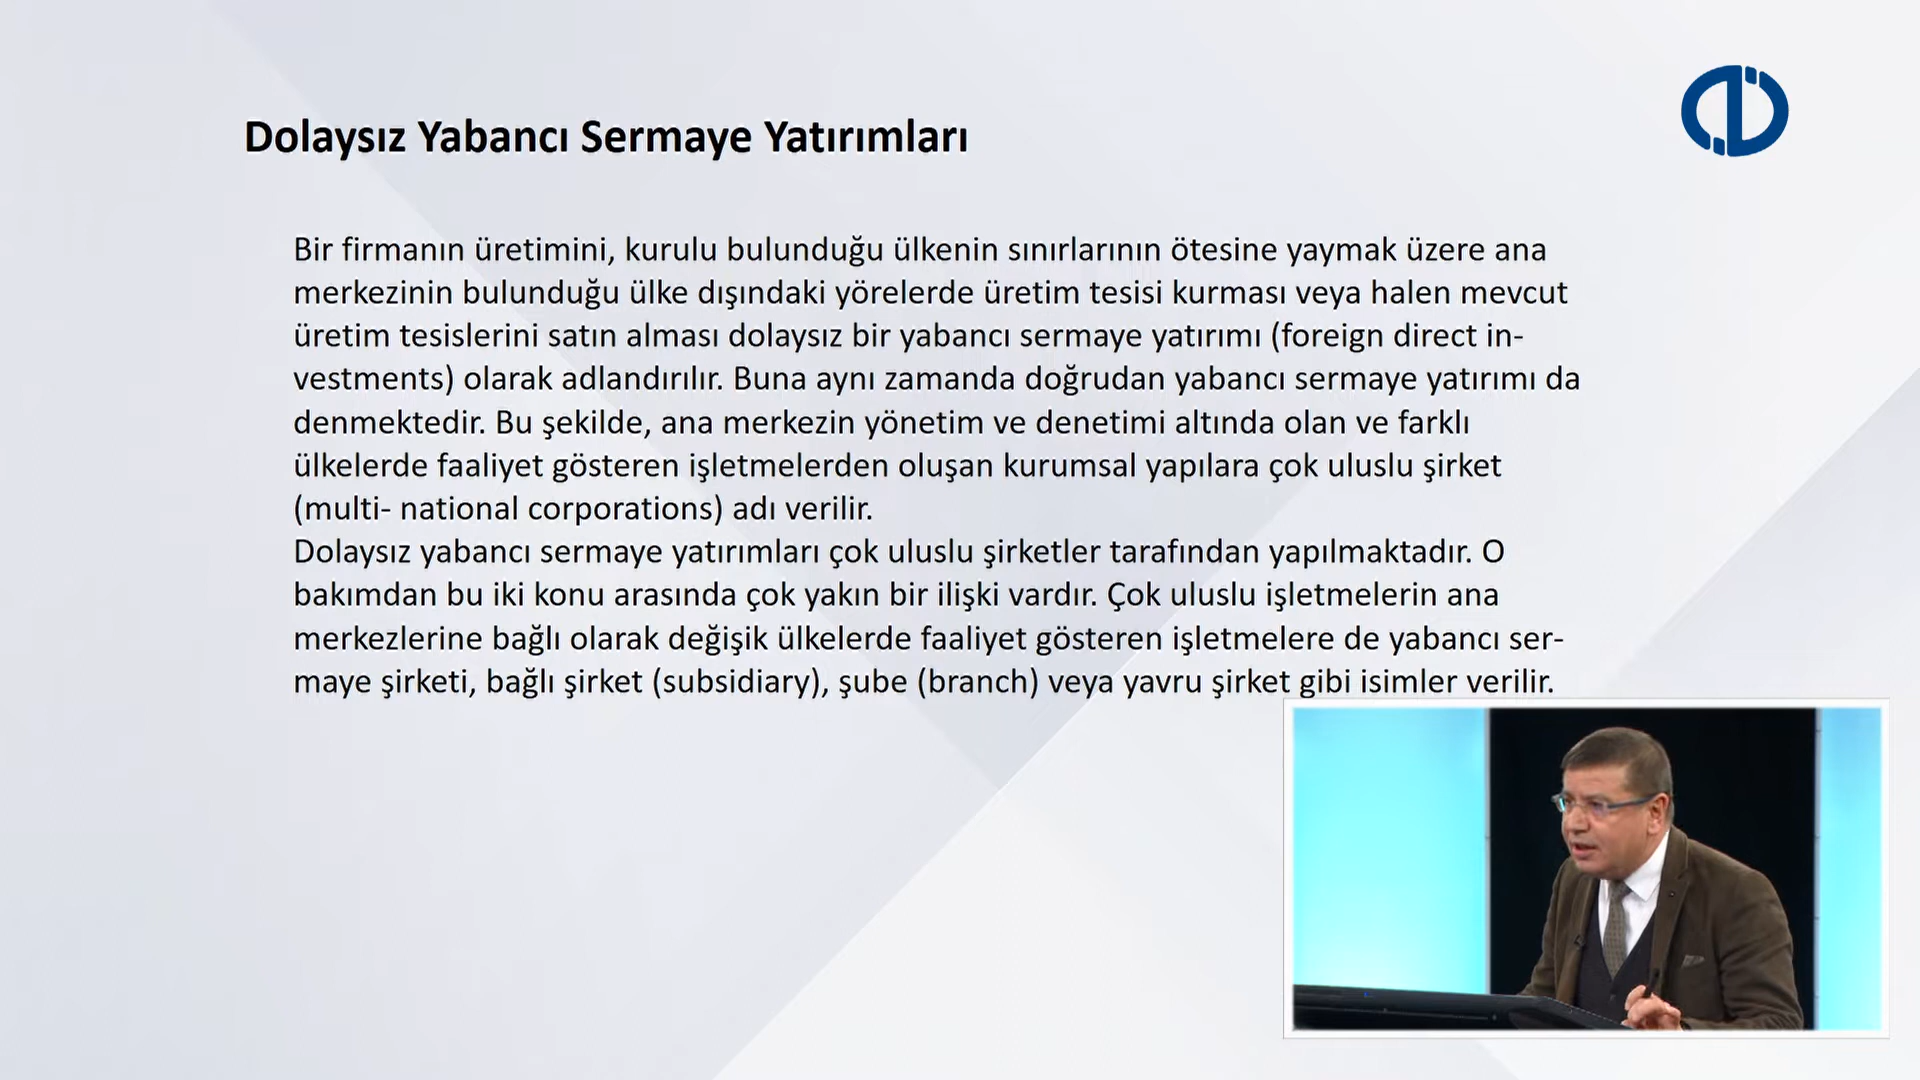 Dolaysız Yabancı Sermaye Yatırımları
Bir firmanın üretimini, kurulu bulunduğu ülkenin sınırlarının ötesine yaymak üzere ana
merkezinin bulunduğu ülke dışındaki yörelerde üretim tesisi kurması veya halen mevcut
üretim tesislerini satın alması dolaysız bir yabancı sermaye yatırımı (foreign direct in-
vestments) olarak adlandırılır. Buna aynı zamanda doğrudan yabancı sermaye yatırımı da
denmektedir. Bu şekilde, ana merkezin yönetim ve denetimi altında olan ve farklı
ülkelerde faaliyet gösteren işletmelerden oluşan kurumsal yapılara çok uluslu şirket
(multi- national corporations) adı verilir.
Dolaysız yabancı sermaye yatırımları çok uluslu şirketler tarafından yapılmaktadır. O
bakımdan bu iki konu arasında çok yakın bir ilişki vardır. Çok uluslu işletmelerin ana
merkezlerine bağlı olarak değişik ülkelerde faaliyet gösteren işletmelere de yabancı ser-
maye şirketi, bağlı şirket (subsidiary), şube (branch) veya yavru şirket gibi isimler verilir.